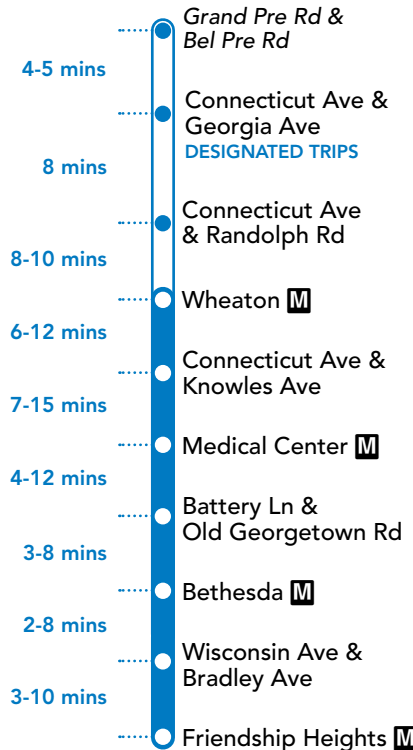 Grand Pre Rd &
Bel Pre Rd
4-5 mins
Connecticut Ave &
Georgia Ave
DESIGNATED TRIPS
8 mins
Connecticut Ave
& Randolph Rd
8-10 mins
Wheaton M
6-12 mins
Connecticut Ave &
Knowles Ave
7-15 mins
Medical Center M
4-12 mins
Battery Ln &
Old Georgetown Rd
3-8 mins
Bethesda M
2-8 mins
Wisconsin Ave &
Bradley Ave
3-10 mins
Friendship Heights M